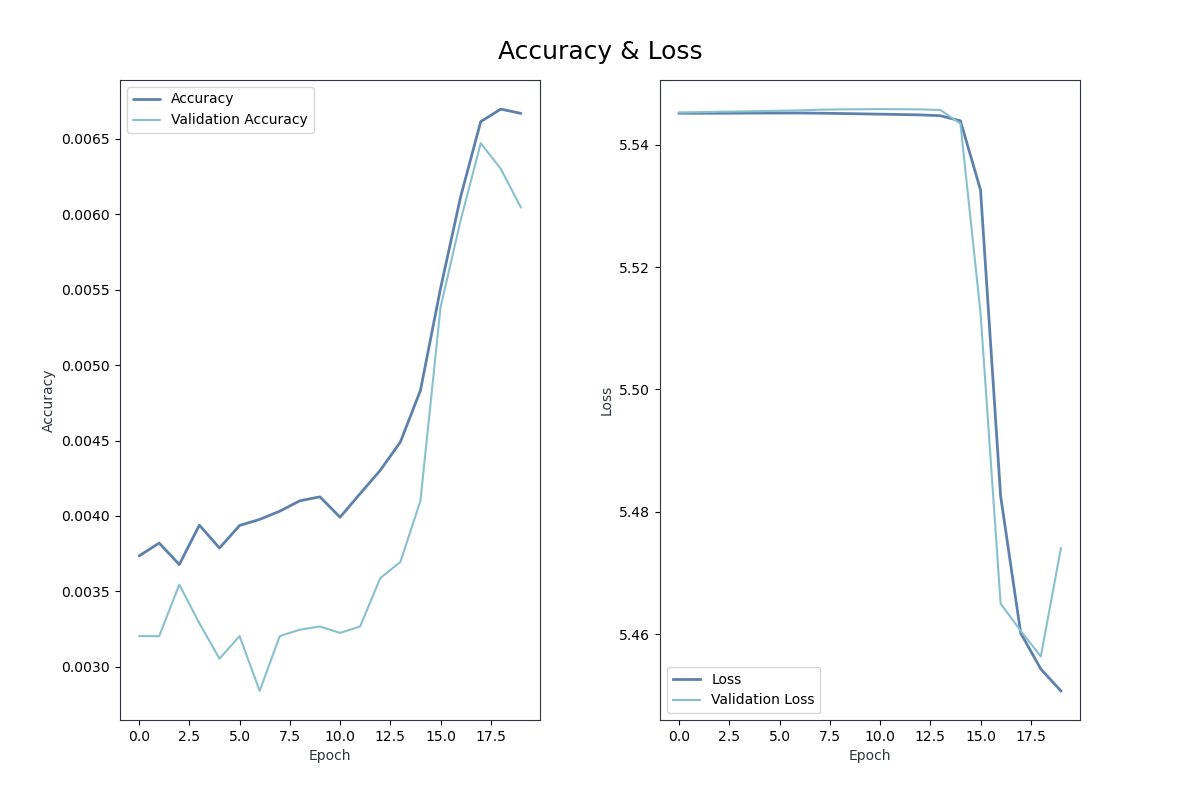 Accuracy & Loss
Accuracy
Validation Accuracy
0.0065
0.0060
0.0055
0.0050
0.0045
0.0040
0.0035
0.0030
Accuracy
0.0 2.5 5.0 7.5 10.0 12.5 15.0 17.5
Epoch
5.54
5.52
5.50
5.48
5.46
Loss
Loss
Validation Loss
0.0 2.5 5.0 7.5 10.0 12.5 15.0 17.5
Epoch